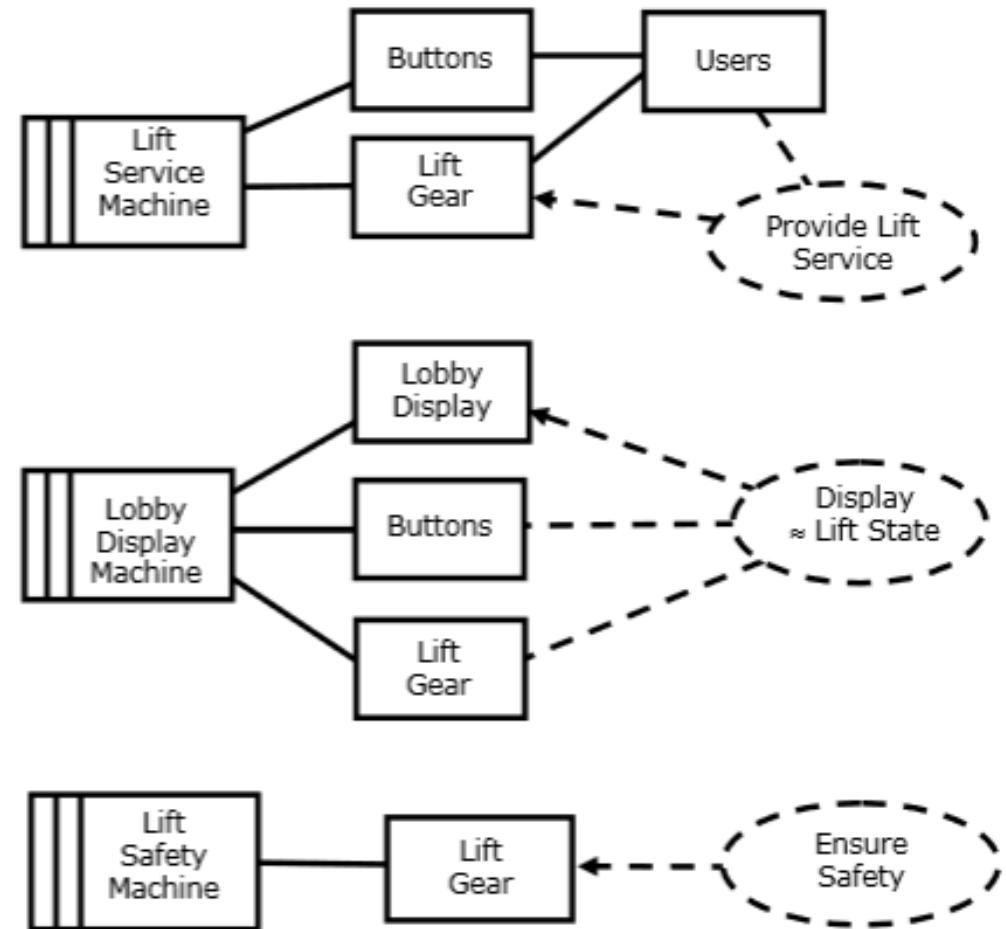 Buttons
Users
Lift
Service
Machine
Lift
Gear
Provide Lift
Service
Lobby
Display
Lobby
Display
Machine
Buttons
Display
≈ Lift State
Lift
Gear
Lift
Safety
Machine
Lift
Gear
Ensure
Safety